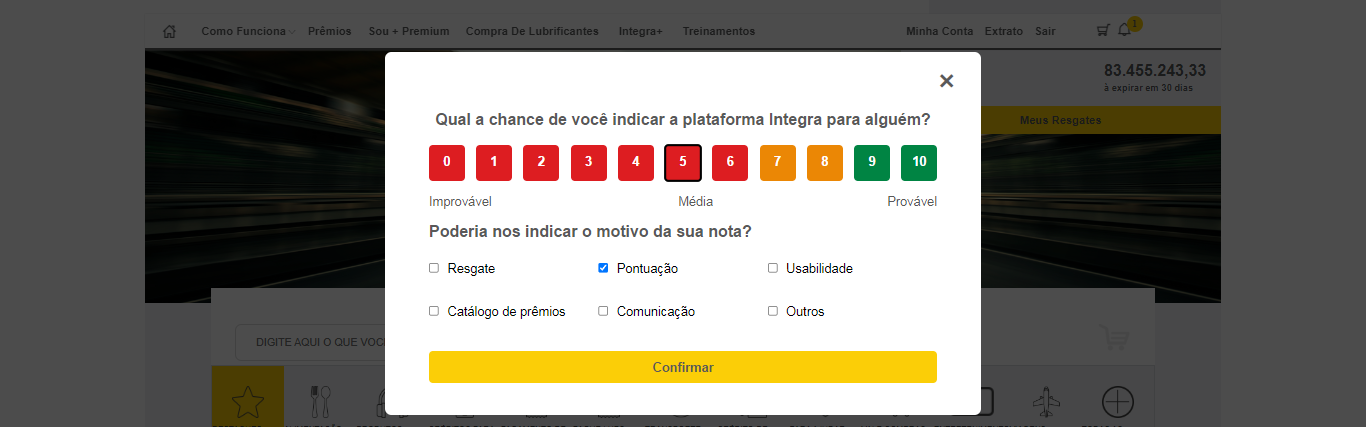 Como Funciona Prêmios Sou + Premium Compra De Lubrificantes Integra+ Treinamentos Minha Conta Extrato Sair 1
83.455.243,33
à expirar em 30 dias
Meus Resgates
×
Qual a chance de você indicar a plataforma Integra para alguém?
0 1 2 3 4 5 6 7 8 9 10
Improvável Média Provável
Poderia nos indicar o motivo da sua nota?
Resgate Pontuação Usabilidade
Catálogo de prêmios Comunicação Outros
DIGITE AQUI O QUE VOC
Confirmar